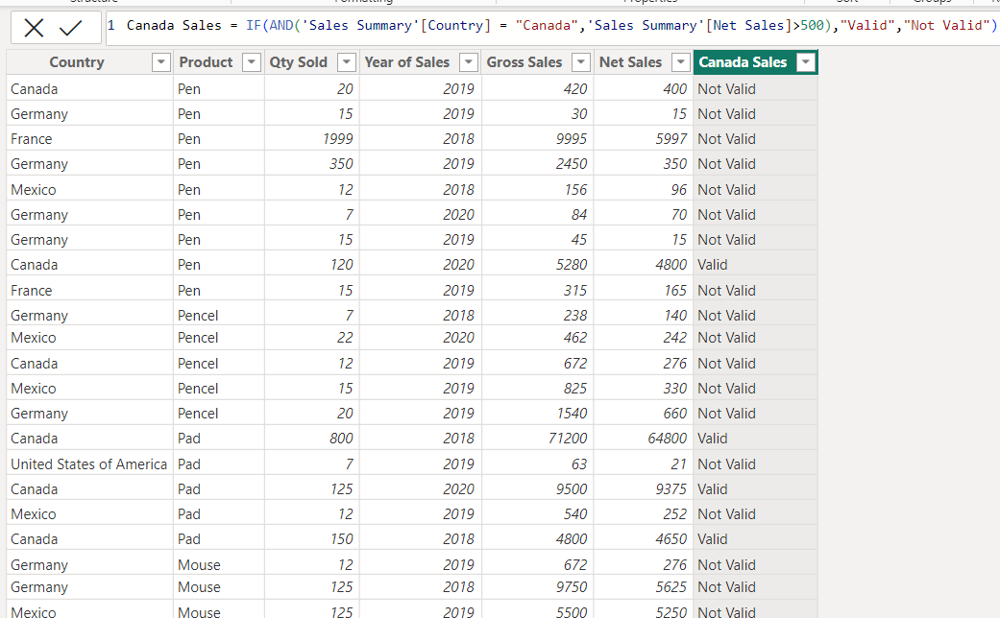 Structure Formatting Properties Sort Groups
1 Canada Sales = IF(AND('Sales Summary'[Country] = "Canada",'Sales Summary'[Net Sales]>500),"Valid","Not Valid")
Country Product Qty Sold Year of Sales Gross Sales Net Sales Canada Sales
Canada Pen 20 2019 420 400 Not Valid
Germany Pen 15 2019 30 15 Not Valid
France Pen 1999 2018 9995 5997 Not Valid
Germany Pen 350 2019 2450 350 Not Valid
Mexico Pen 12 2018 156 96 Not Valid
Germany Pen 7 2020 84 70 Not Valid
Germany Pen 15 2019 45 15 Not Valid
Canada Pen 120 2020 5280 4800 Valid
France Pen 15 2019 315 165 Not Valid
Germany Pencel 7 2018 238 140 Not Valid
Mexico Pencel 22 2020 462 242 Not Valid
Canada Pencel 12 2019 672 276 Not Valid
Mexico Pencel 15 2019 825 330 Not Valid
Germany Pencel 20 2019 1540 660 Not Valid
Canada Pad 800 2018 71200 64800 Valid
United States of America Pad 7 2019 63 21 Not Valid
Canada Pad 125 2020 9500 9375 Valid
Mexico Pad 12 2019 540 252 Not Valid
Canada Pad 150 2018 4800 4650 Valid
Germany Mouse 12 2019 672 276 Not Valid
Germany Mouse 125 2018 9750 5625 Not Valid
Mexico Mouse 125 2019 5500 5250 Not Valid